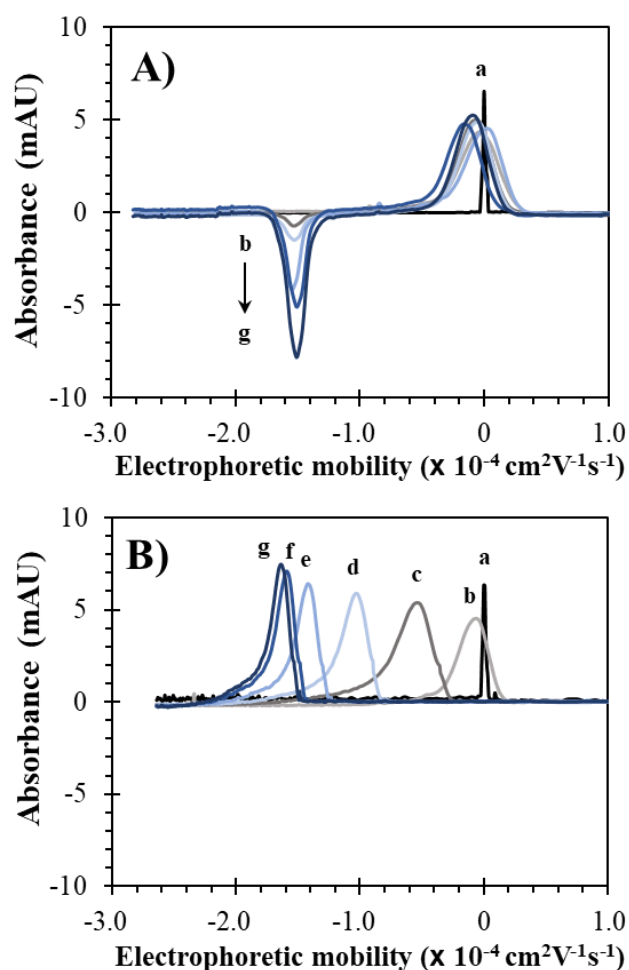 A)
a
b
g
10
5
0
-5
-10
Absorbance (mAU)
-3.0 -2.0 -1.0 0 1.0
Electrophoretic mobility (x 10⁻⁴ cm²V⁻¹s⁻¹)
B)
g f e d c b a
10
5
0
-5
-10
Absorbance (mAU)
-3.0 -2.0 -1.0 0 1.0
Electrophoretic mobility (x 10⁻⁴ cm²V⁻¹s⁻¹)